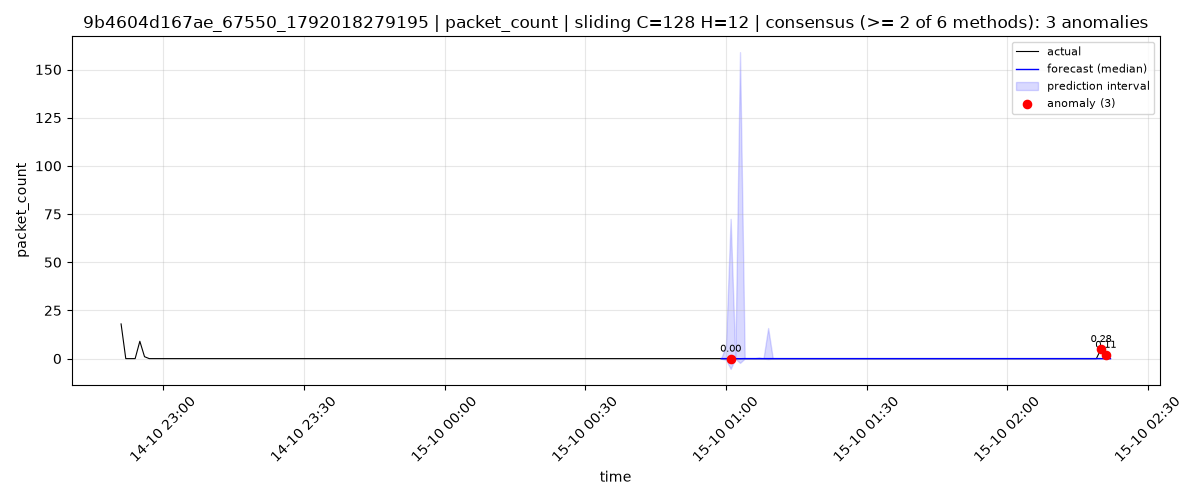 9b4604d167ae_67550_1792018279195 | packet_count | sliding C=128 H=12 | consensus (>= 2 of 6 methods): 3 anomalies
packet_count
150
125
100
75
50
25
0
actual
forecast (median)
prediction interval
anomaly (3)
0.00
0.28
0.11
14-10 23:00
14-10 23:30
15-10 00:00
15-10 00:30
15-10 01:00
15-10 01:30
15-10 02:00
15-10 02:30
time